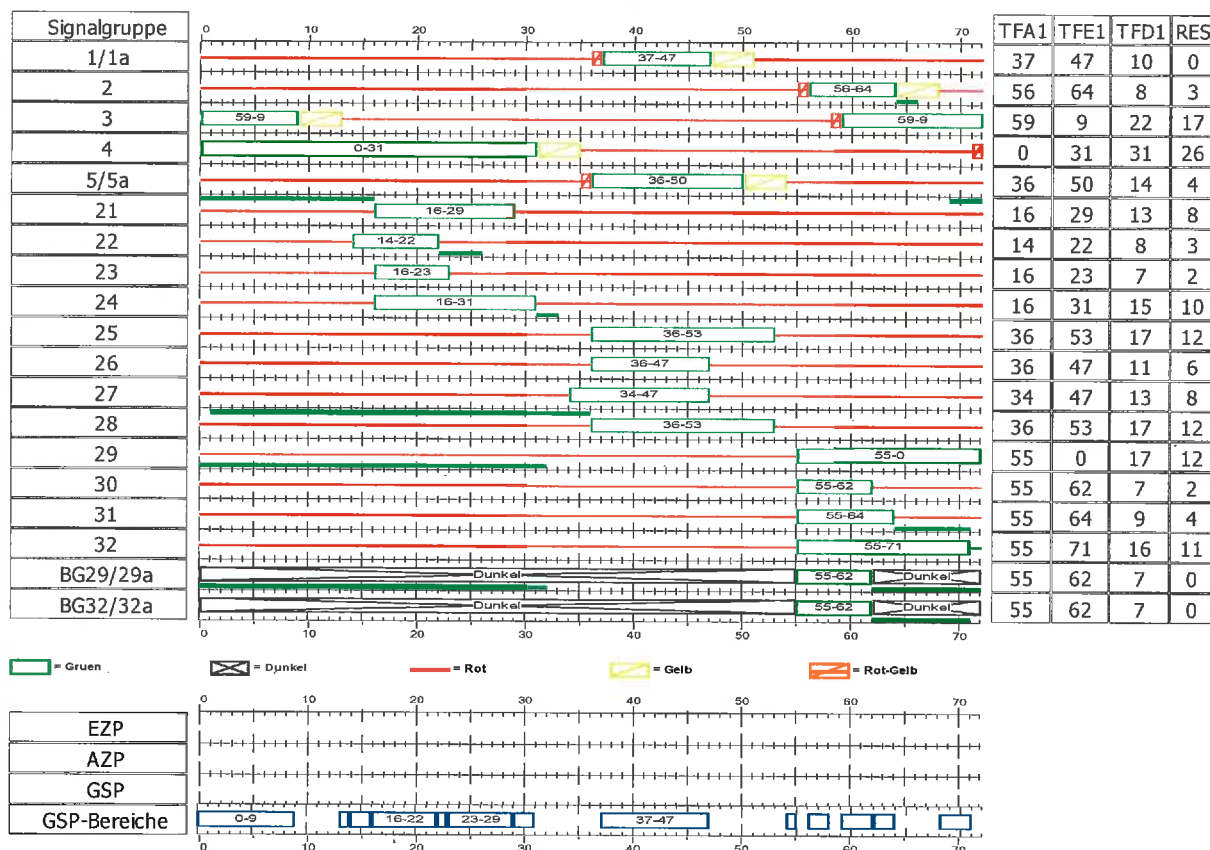 Signalgruppe 0 10 20 30 40 50 60 70 TFA1 TFE1 TFD1 RES
1/1a 37-47 37 47 10 0
2 56-64 56 64 8 3
3 59-9 59-9 59 9 22 17
4 0-31 0 31 31 26
5/5a 36-50 36 50 14 4
21 16-29 16 29 13 8
22 14-22 14 22 8 3
23 16-23 16 23 7 2
24 16-31 16 31 15 10
25 36-53 36 53 17 12
26 36-47 36 47 11 6
27 34-47 34 47 13 8
28 36-53 36 53 17 12
29 55-0 55 0 17 12
30 55-62 55 62 7 2
31 55-64 55 64 9 4
32 55-71 55 71 16 11
BG29/29a Dunkel 55-62 Dunkel 55 62 7 0
BG32/32a Dunkel 55-62 Dunkel 55 62 7 0
0 10 20 30 40 50 60 70
= Gruen = Dunkel = Rot = Gelb = Rot-Gelb
0 10 20 30 40 50 60 70
EZP
AZP
GSP
GSP-Bereiche 0-9 16-22 23-29 37-47
0 10 20 30 40 50 60 70